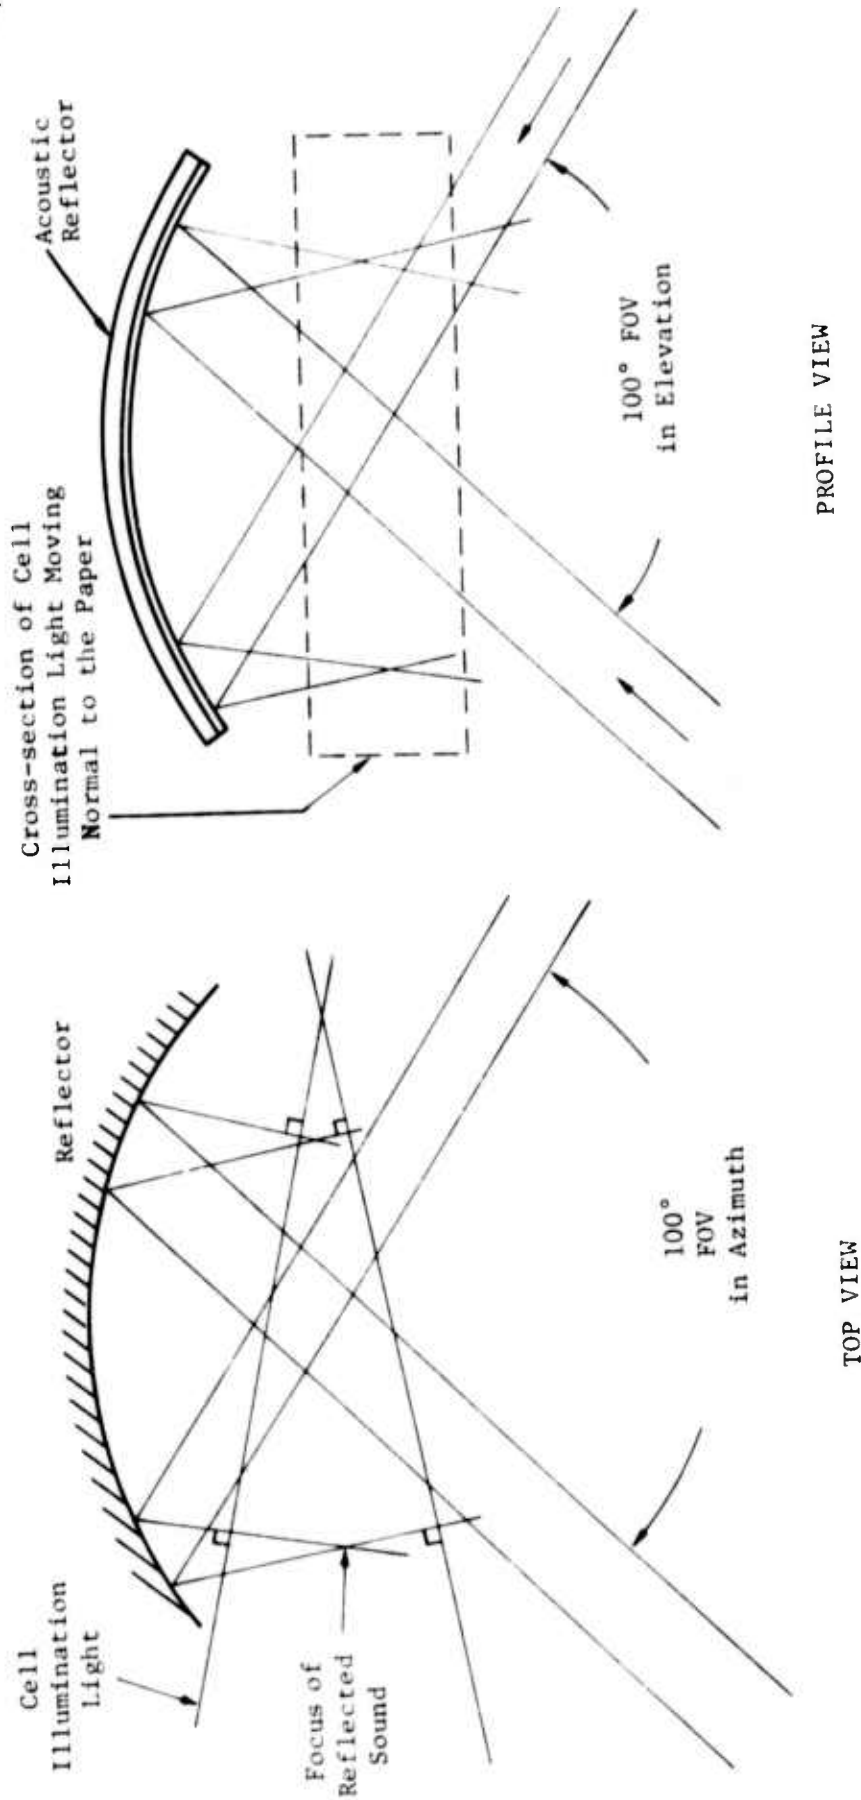 Cell
Illumination
Light
Reflector
Focus of
Reflected
Sound
100°
FOV
in Azimuth
TOP VIEW
Cross-section of Cell
Illumination Light Moving
Normal to the Paper
Acoustic
Reflector
100° FOV
in Elevation
PROFILE VIEW